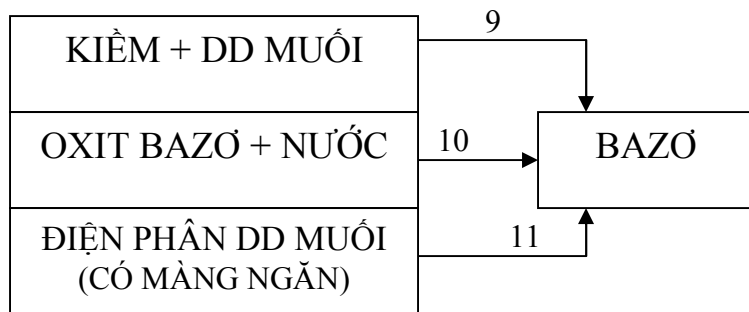 KIỀM + DD MUỐI
9
OXIT BAZƠ + NƯỚC
10
BAZƠ
ĐIỆN PHÂN DD MUỐI
(CÓ MÀNG NGĂN)
11